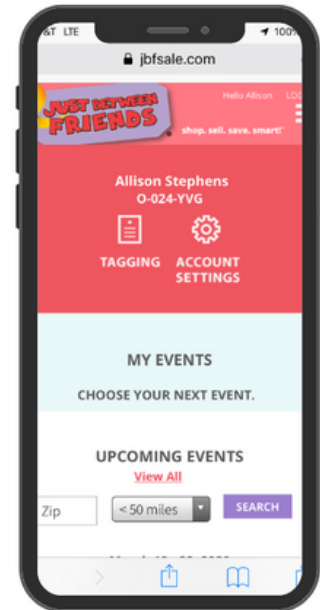 LTE
100%
jbfsale.com
Hello Allison
JUST BETWEEN
FRIENDS
shop. sell. save. smart!
Allison Stephens
O-024-YVG
TAGGING
ACCOUNT
SETTINGS
MY EVENTS
CHOOSE YOUR NEXT EVENT.
UPCOMING EVENTS
View All
Zip
< 50 miles
SEARCH